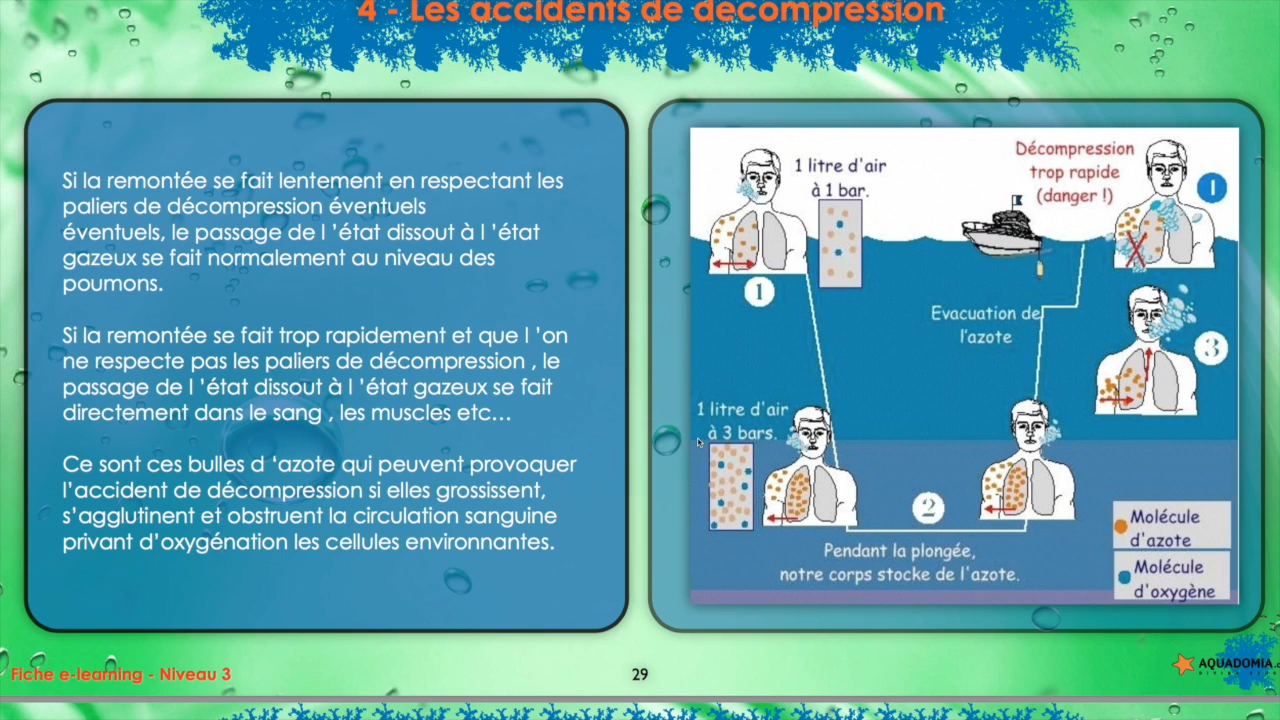 4 - Les accidents de décompression
Si la remontée se fait lentement en respectant les
paliers de décompression éventuels
éventuels, le passage de l 'état dissout à l 'état
gazeux se fait normalement au niveau des
poumons.
Si la remontée se fait trop rapidement et que l 'on
ne respecte pas les paliers de décompression , le
passage de l 'état dissout à l 'état gazeux se fait
directement dans le sang , les muscles etc…
Ce sont ces bulles d 'azote qui peuvent provoquer
l'accident de décompression si elles grossissent,
s'agglutinent et obstruent la circulation sanguine
privant d'oxygénation les cellules environnantes.
1 litre d'air
à 1 bar.
Décompression
trop rapide
(danger !)
1
1
Evacuation de
l'azote
3
1 litre d'air
à 3 bars.
2
Pendant la plongée,
notre corps stocke de l'azote.
Molécule
d'azote
Molécule
d'oxygène
Fiche e-learning - Niveau 3
29
AQUADOMIA.c